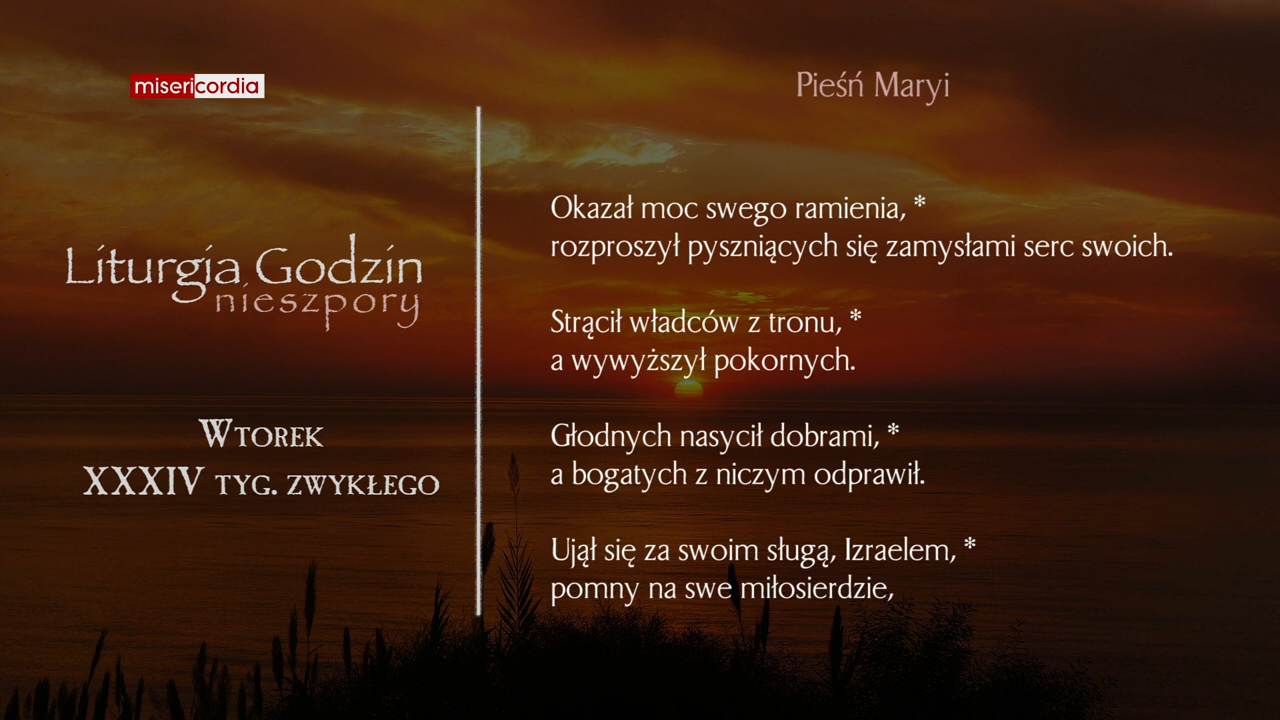 misericordia
Liturgia Godzin
nieszpory
Wtorek
XXXIV tyg. zwykłego
Pieśń Maryi
Okazał moc swego ramienia, *
rozproszył pyszniących się zamysłami serc swoich.
Strącił władców z tronu, *
a wywyższył pokornych.
Głodnych nasycił dobrami, *
a bogatych z niczym odprawił.
Ujął się za swoim sługą, Izraelem, *
pomny na swe miłosierdzie,